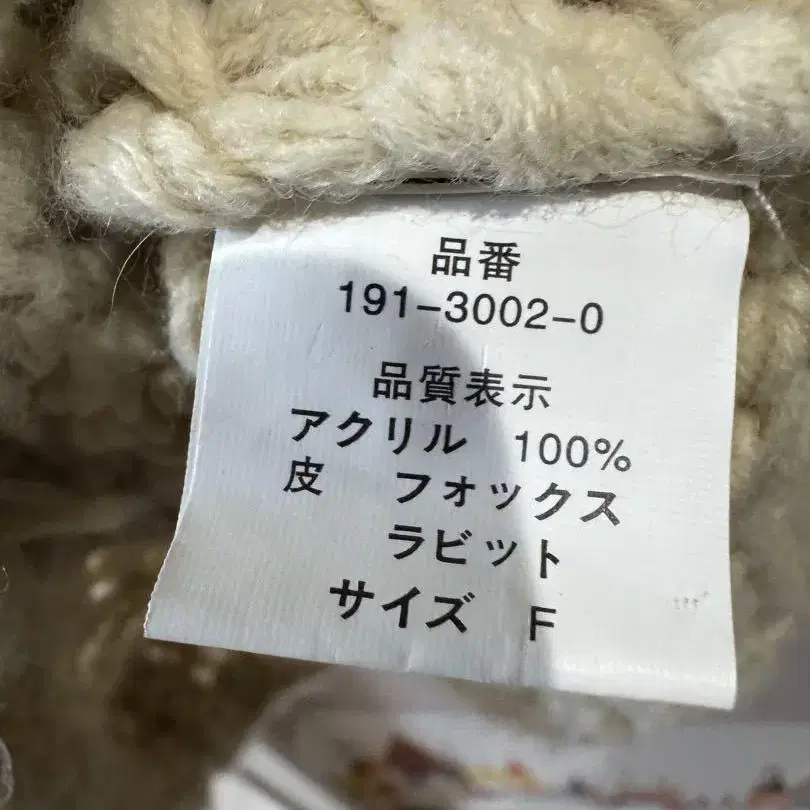 品番
191-3002-0
品質表示
アクリル 100%
皮 フォックス
ラビット
サイズ F